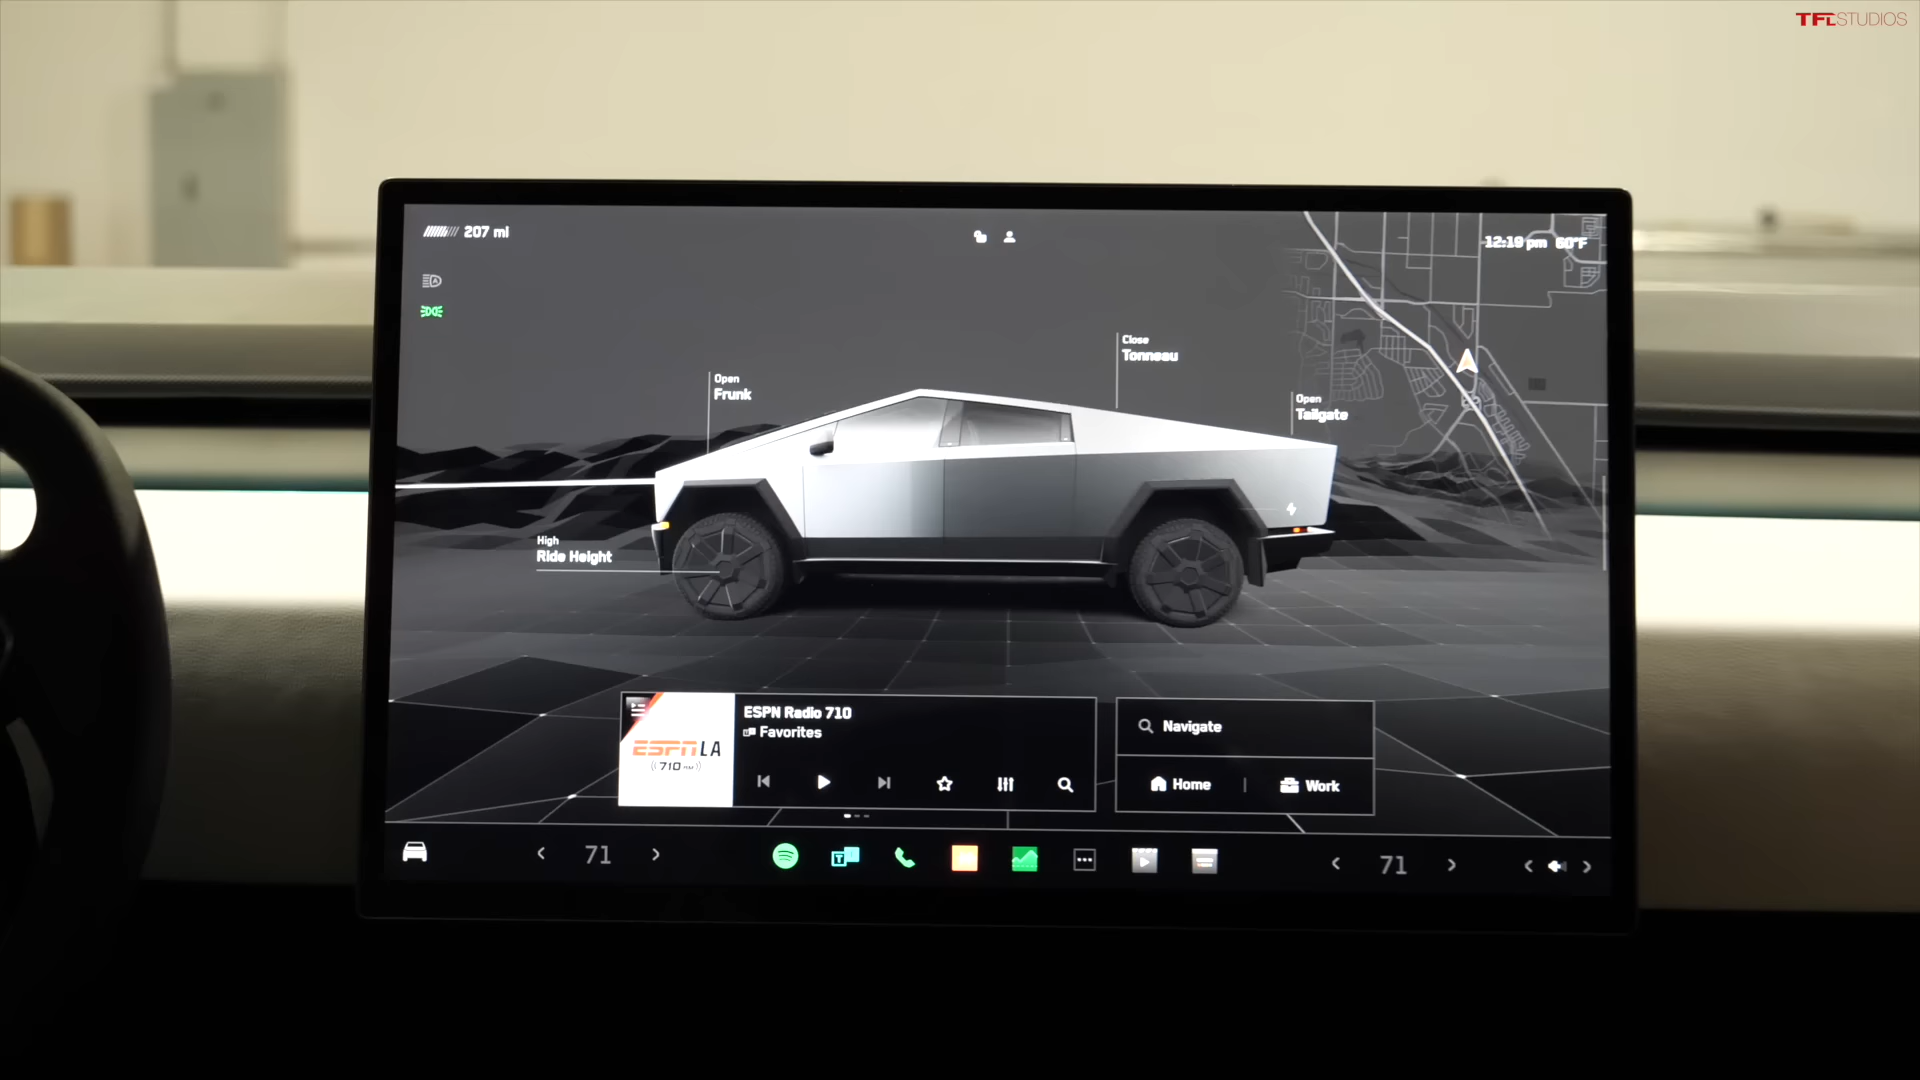 TFLSTUDIOS
207 mi
12:19 pm 60°F
Close
Tonneau
Open
Frunk
Open
Tailgate
High
Ride Height
ESPN Radio 710
Favorites
ESPN LA
710
Navigate
Home | Work
71
T
71